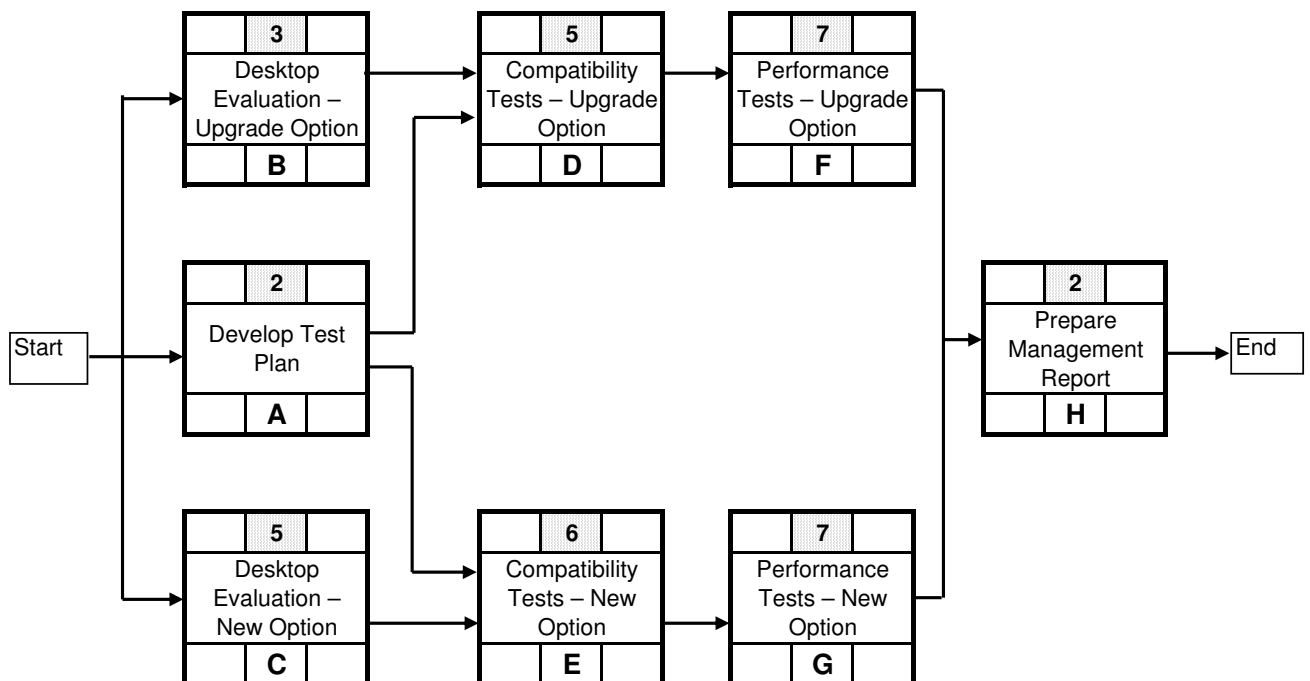 3
Desktop
Evaluation –
Upgrade Option
B
5
Compatibility
Tests – Upgrade
Option
D
7
Performance
Tests – Upgrade
Option
F
Start
2
Develop Test
Plan
A
2
Prepare
Management
Report
H
End
5
Desktop
Evaluation –
New Option
C
6
Compatibility
Tests – New
Option
E
7
Performance
Tests – New
Option
G